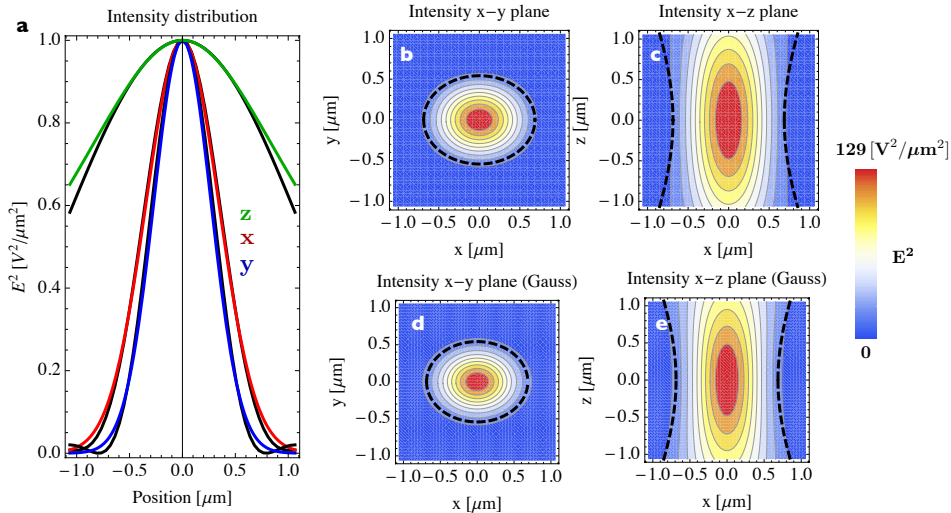 a
Intensity distribution
E² [V²/μm²]
1.0
0.8
0.6
0.4
0.2
0.0
z
x
y
−1.0 −0.5 0.0 0.5 1.0
Position [μm]
Intensity x−y plane
b
y [μm]
1.0
0.5
0.0
−0.5
−1.0
−1.0 −0.5 0.0 0.5 1.0
x [μm]
Intensity x−z plane
c
z [μm]
1.0
0.5
0.0
−0.5
−1.0
−1.0 −0.5 0.0 0.5 1.0
x [μm]
Intensity x−y plane (Gauss)
d
y [μm]
1.0
0.5
0.0
−0.5
−1.0
−1.0 −0.5 0.0 0.5 1.0
x [μm]
Intensity x−z plane (Gauss)
e
z [μm]
1.0
0.5
0.0
−0.5
−1.0
−1.0 −0.5 0.0 0.5 1.0
x [μm]
129 [V²/μm²]
E²
0